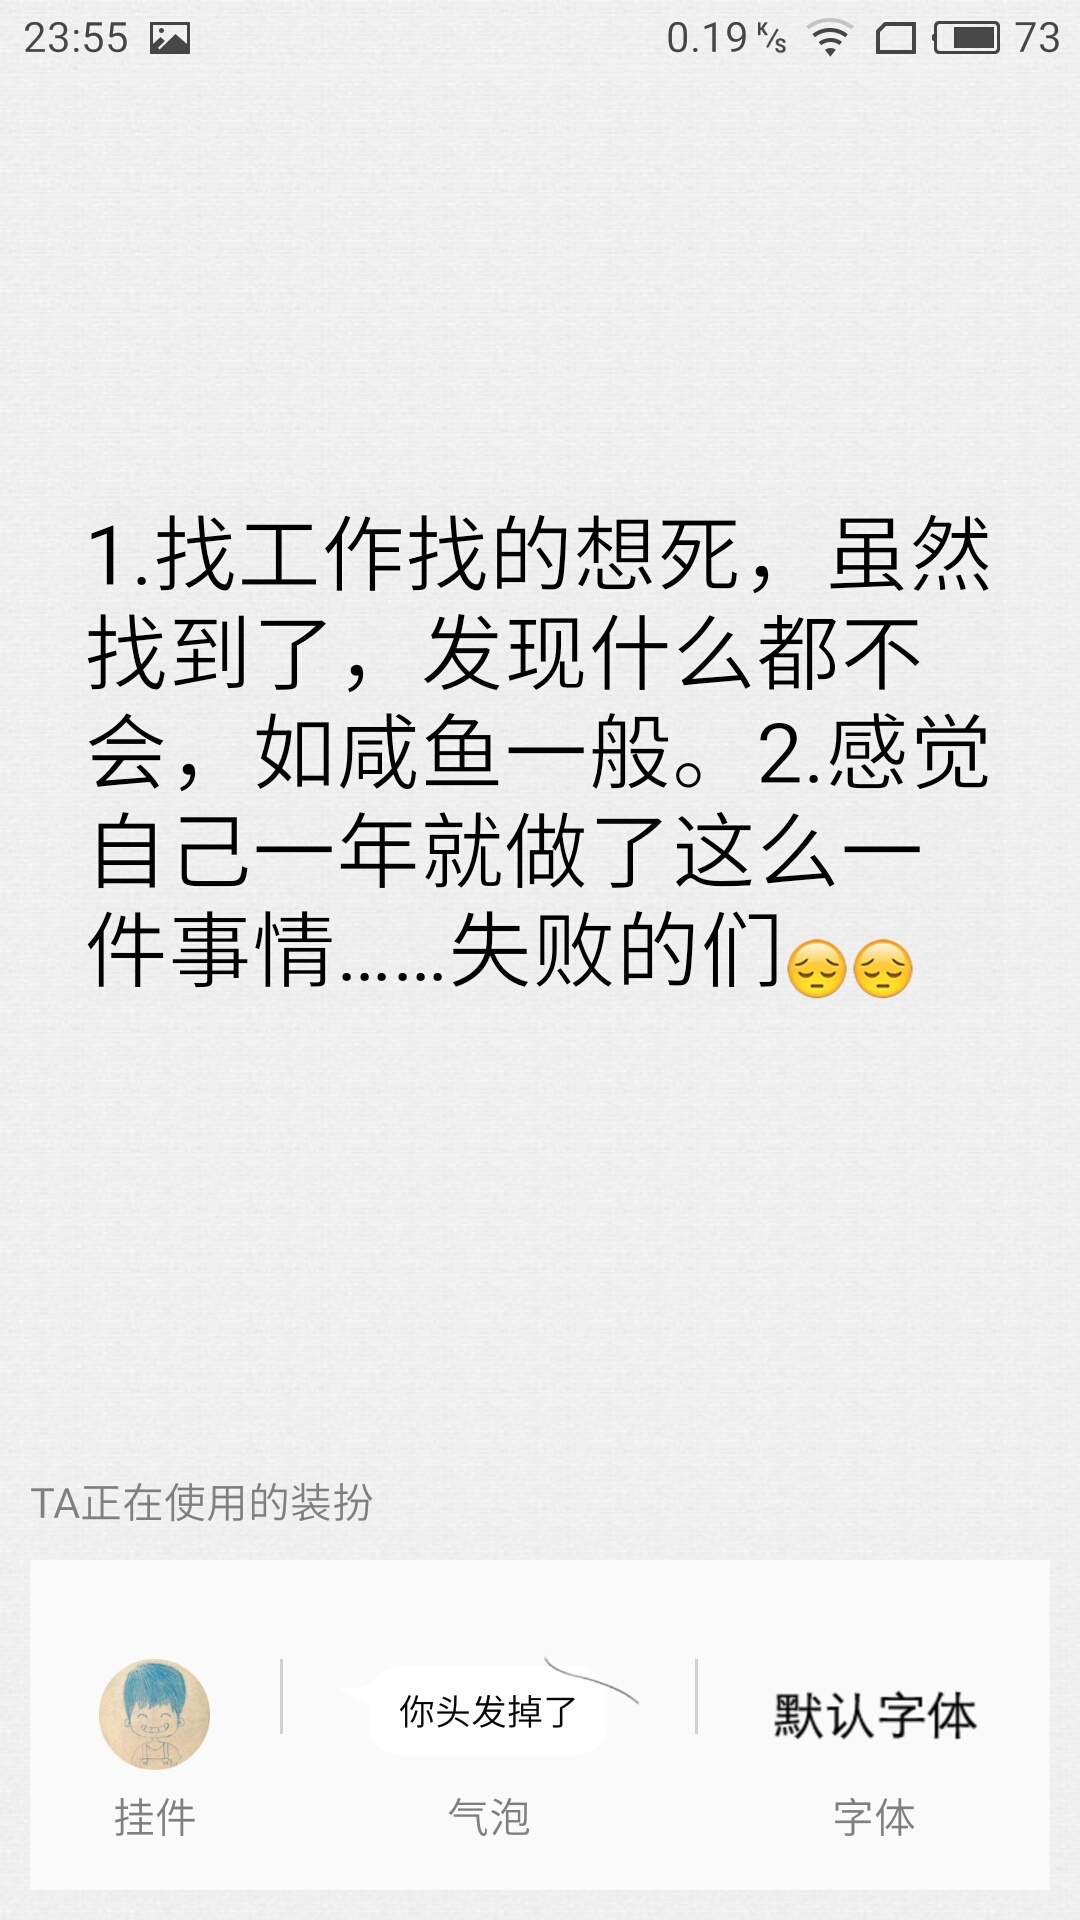 23:55 0.19 K/s 73
1.找工作找的想死，虽然
找到了，发现什么都不
会，如咸鱼一般。2.感觉
自己一年就做了这么一
件事情……失败的们😔😔
TA正在使用的装扮
你头发掉了 默认字体
挂件 气泡 字体